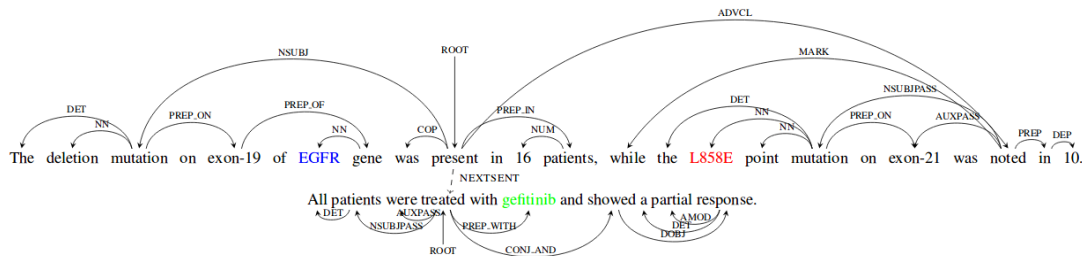 ADVCL
NSUBJ ROOT MARK
DET NN PREP_ON PREP_OF NN COP PREP_IN NUM DET NN NN NSUBJPASS PREP_ON AUXPASS PREP DEP
The deletion mutation on exon-19 of EGFR gene was present in 16 patients, while the L858E point mutation on exon-21 was noted in 10.
NEXTSENT
All patients were treated with gefitinib and showed a partial response.
DET NSUBJPASS AUXPASS PREP_WITH AMOD DET DOBJ
ROOT CONJ_AND